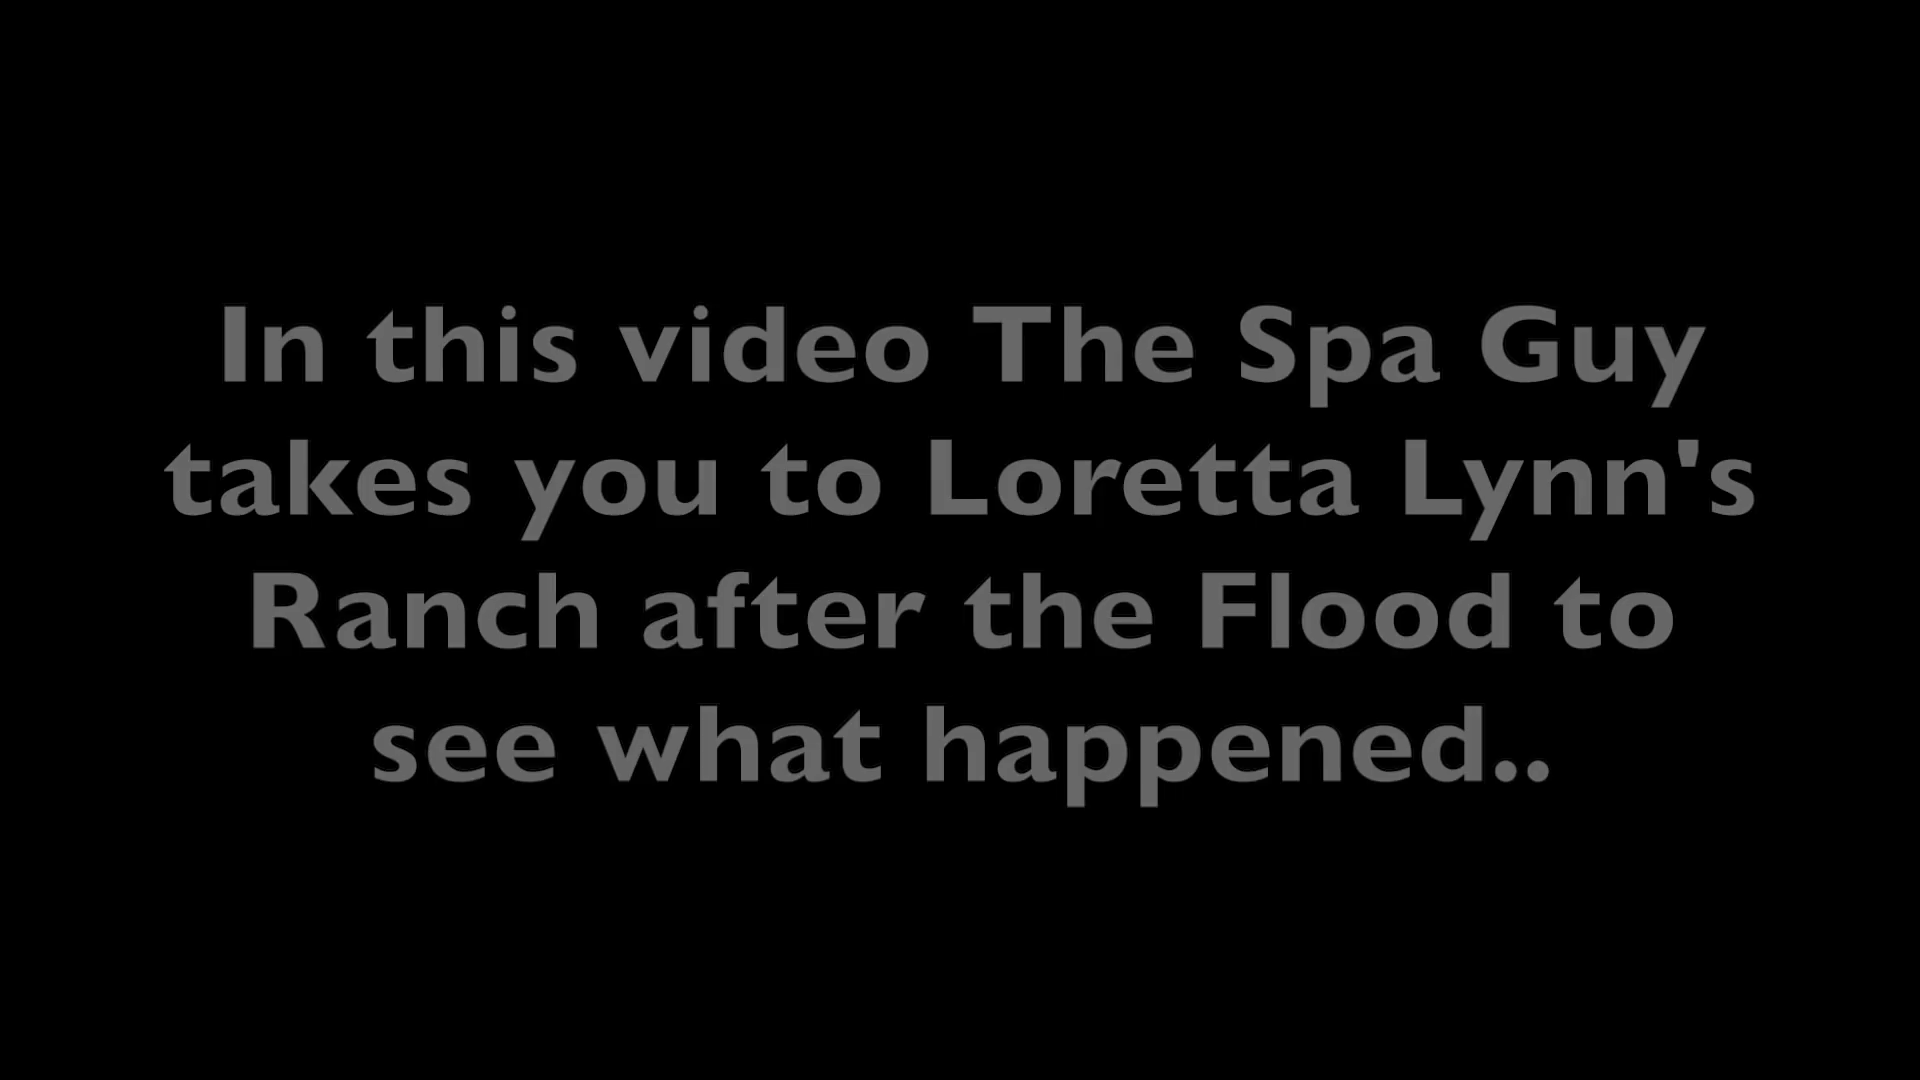 In this video The Spa Guy
takes you to Loretta Lynn's
Ranch after the Flood to
see what happened..